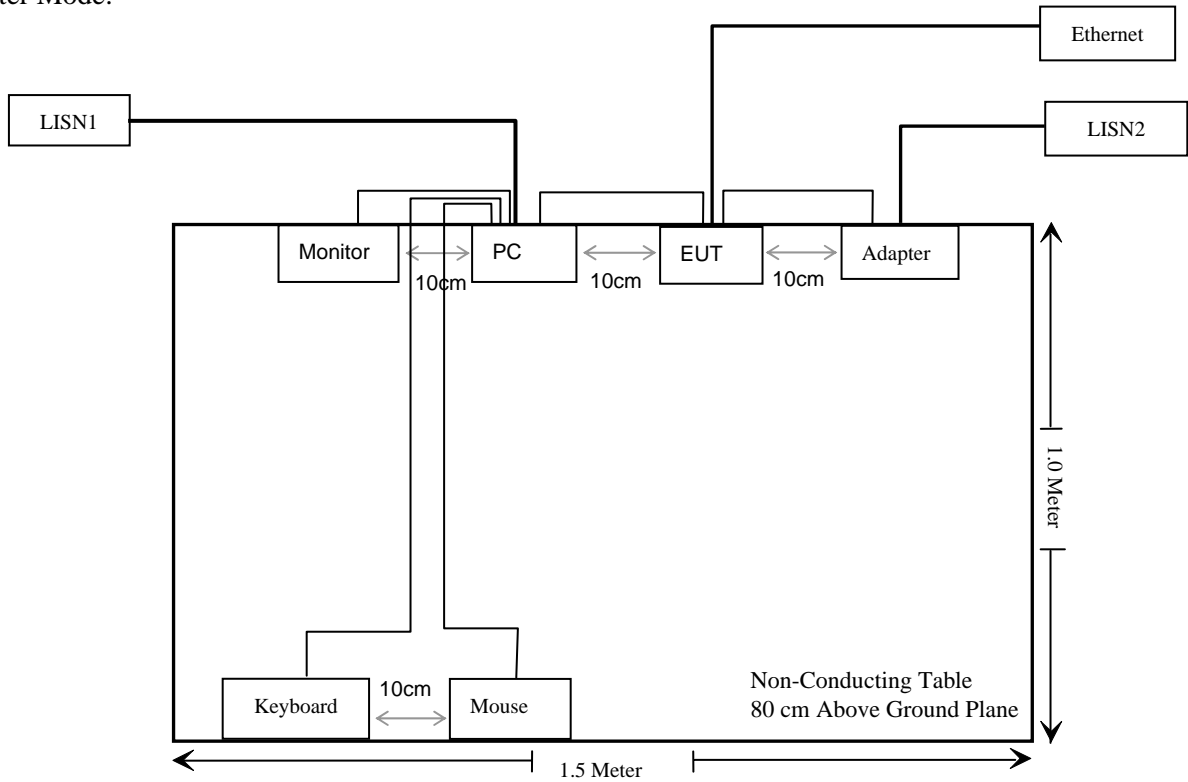 Mode:
Ethernet
LISN1
LISN2
Monitor
PC
EUT
Adapter
10cm
10cm
10cm
1.0 Meter
Keyboard
10cm
Mouse
Non-Conducting Table
80 cm Above Ground Plane
1.5 Meter